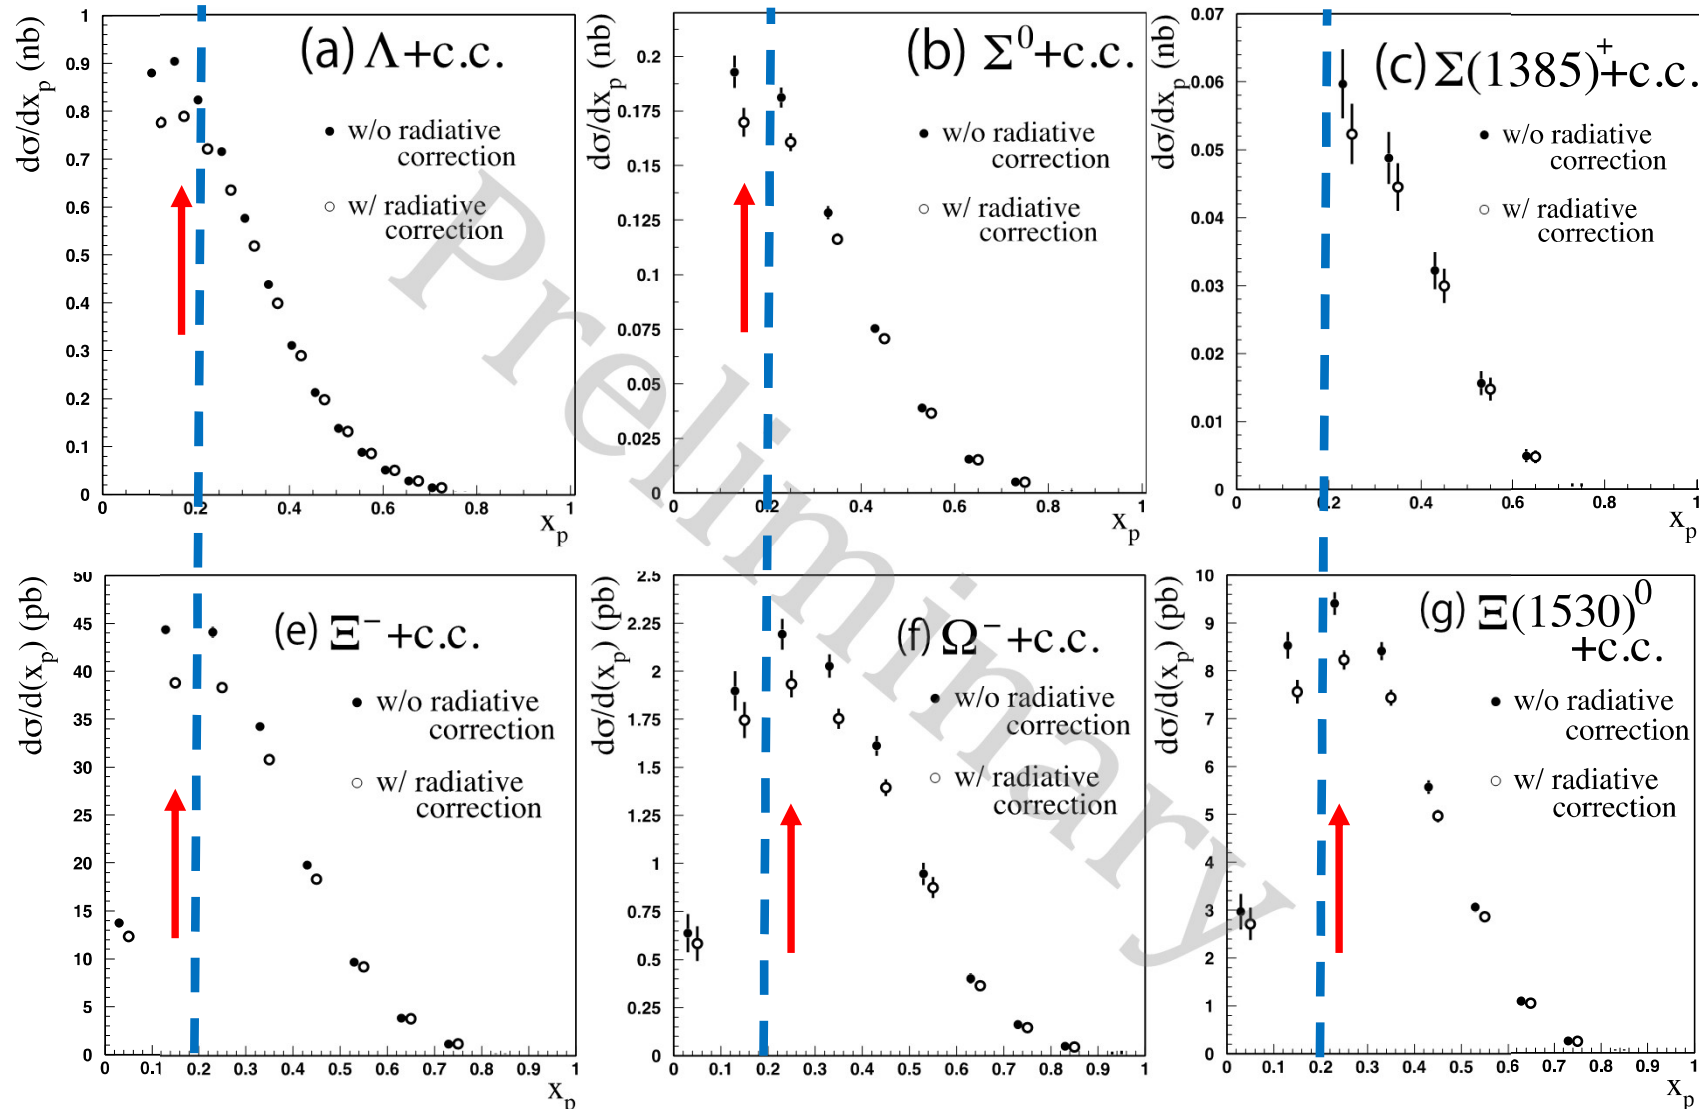 (a) Λ+c.c.
dσ/dx_p (nb)
• w/o radiative
correction
○ w/ radiative
correction
1
0.9
0.8
0.7
0.6
0.5
0.4
0.3
0.2
0.1
0
0 0.2 0.4 0.6 0.8 1
x_p
(b) Σ⁰+c.c.
dσ/dx_p (nb)
• w/o radiative
correction
○ w/ radiative
correction
0.2
0.175
0.15
0.125
0.1
0.075
0.05
0.025
0
0 0.2 0.4 0.6 0.8 1
x_p
(c) Σ(1385)⁺+c.c.
dσ/dx_p (nb)
• w/o radiative
correction
○ w/ radiative
correction
0.07
0.06
0.05
0.04
0.03
0.02
0.01
0
0 0.2 0.4 0.6 0.8 1
x_p
Preliminary
(e) Ξ⁻+c.c.
dσ/d(x_p) (pb)
• w/o radiative
correction
○ w/ radiative
correction
50
45
40
35
30
25
20
15
10
5
0
0 0.1 0.2 0.3 0.4 0.5 0.6 0.7 0.8 0.9 1
x_p
(f) Ω⁻+c.c.
dσ/d(x_p) (pb)
• w/o radiative
correction
○ w/ radiative
correction
2.5
2.25
2
1.75
1.5
1.25
1
0.75
0.5
0.25
0
0 0.1 0.2 0.3 0.4 0.5 0.6 0.7 0.8 0.9 1
x_p
(g) Ξ(1530)⁰
+c.c.
dσ/d(x_p) (pb)
• w/o radiative
correction
○ w/ radiative
correction
10
9
8
7
6
5
4
3
2
1
0
0 0.1 0.2 0.3 0.4 0.5 0.6 0.7 0.8 0.9 1
x_p